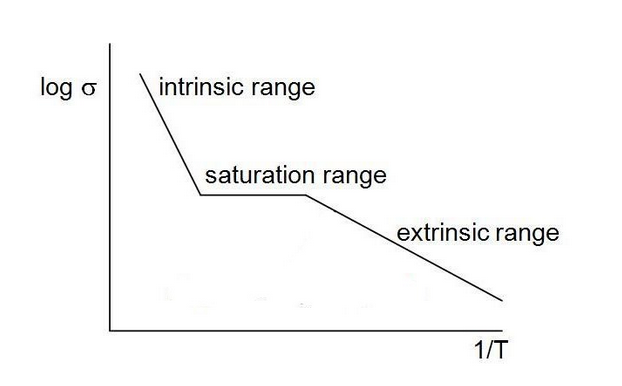 log σ
intrinsic range
saturation range
extrinsic range
1/T